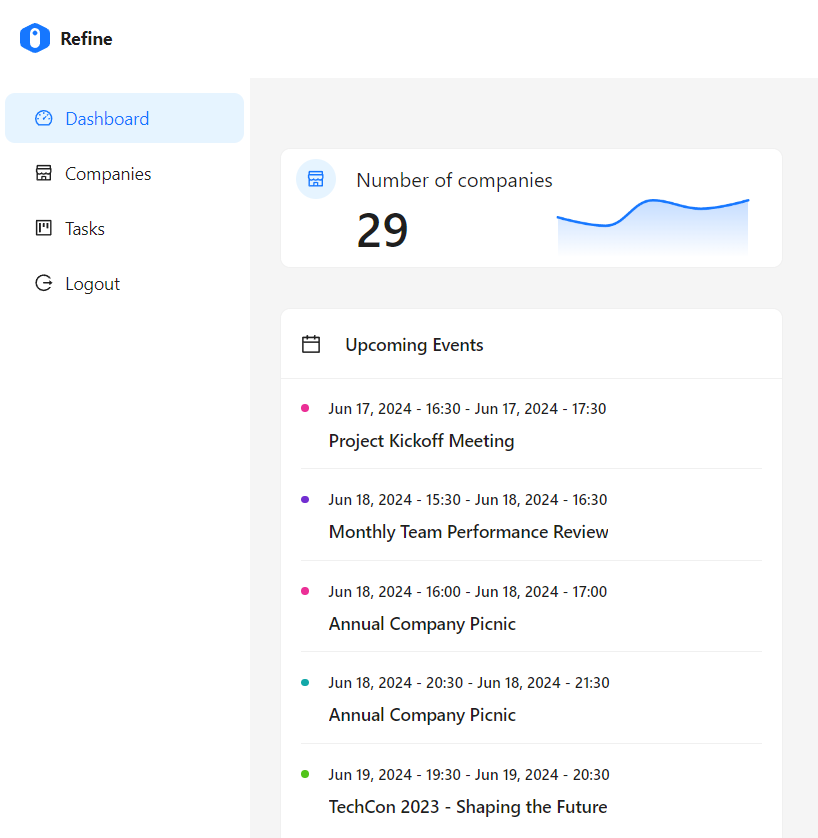 Refine
Dashboard
Companies
Tasks
Logout
Number of companies
29
Upcoming Events
Jun 17, 2024 - 16:30 - Jun 17, 2024 - 17:30
Project Kickoff Meeting
Jun 18, 2024 - 15:30 - Jun 18, 2024 - 16:30
Monthly Team Performance Review
Jun 18, 2024 - 16:00 - Jun 18, 2024 - 17:00
Annual Company Picnic
Jun 18, 2024 - 20:30 - Jun 18, 2024 - 21:30
Annual Company Picnic
Jun 19, 2024 - 19:30 - Jun 19, 2024 - 20:30
TechCon 2023 - Shaping the Future